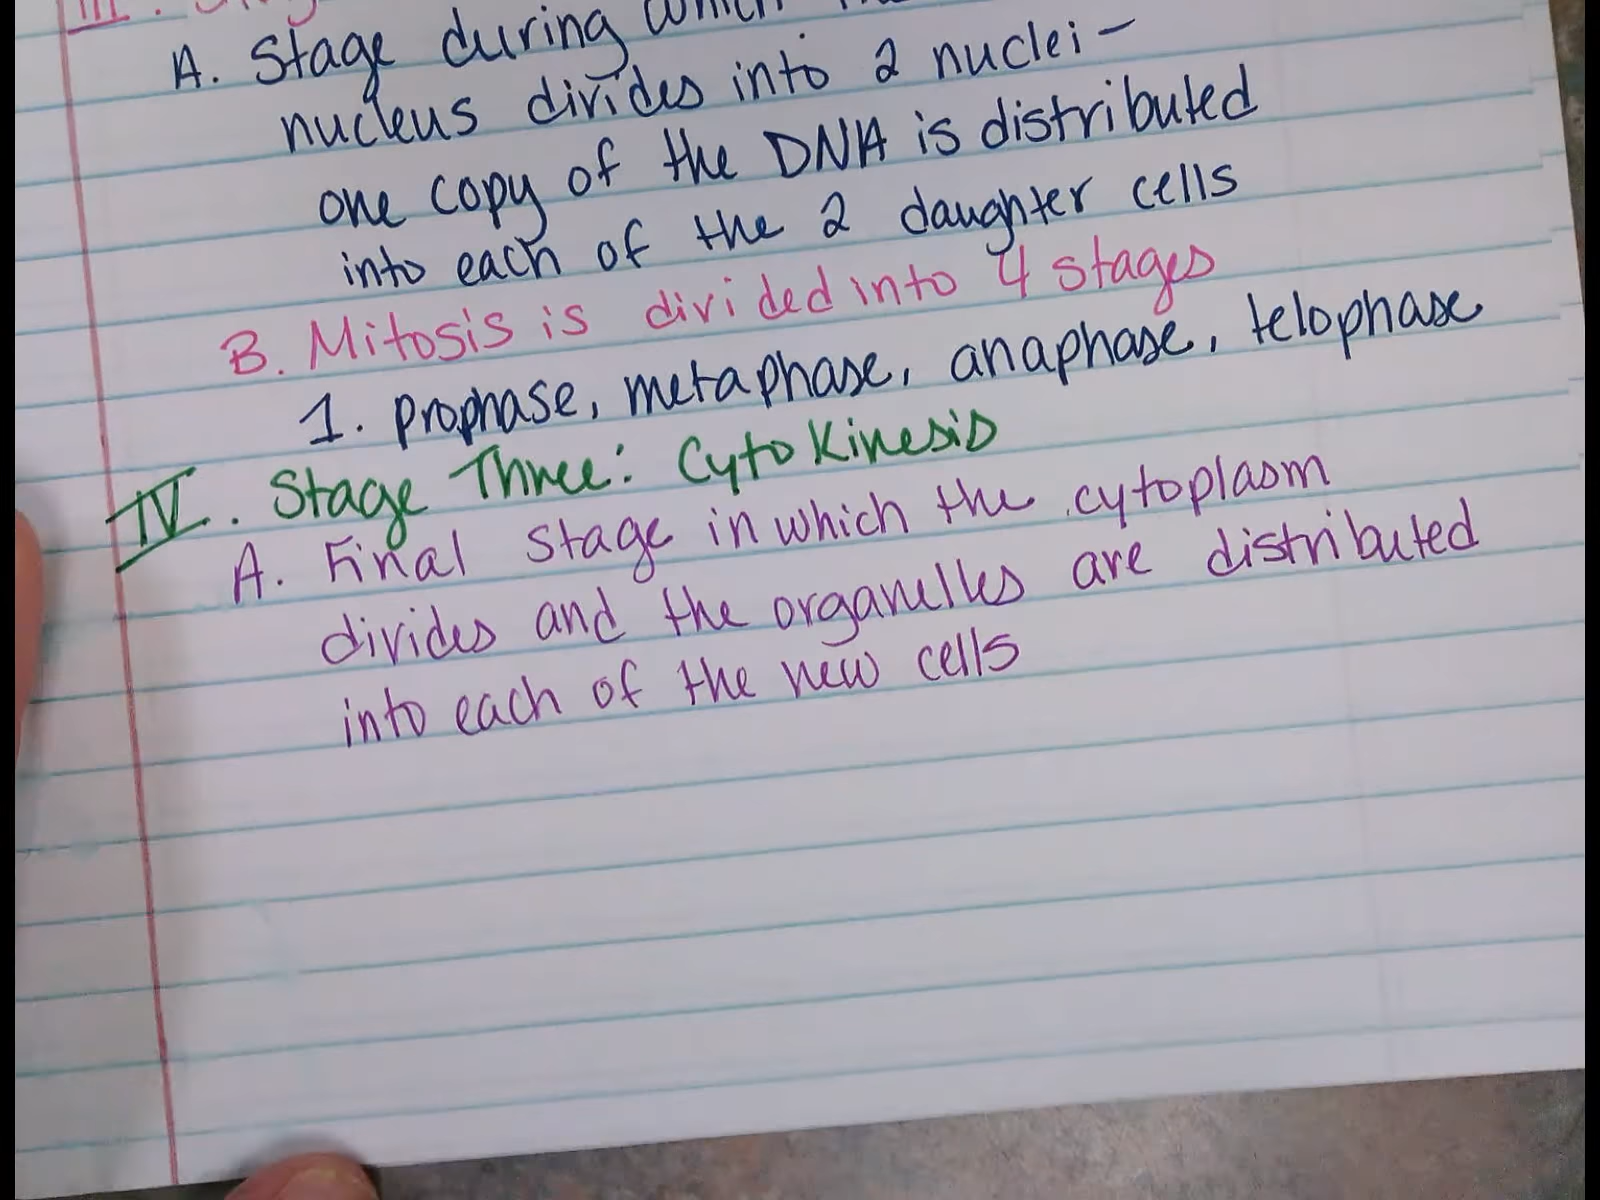 III.
A. Stage during which
nucleus divides into 2 nuclei -
one copy of the DNA is distributed
into each of the 2 daughter cells
B. Mitosis is divided into 4 stages
1. prophase, metaphase, anaphase, telophase
IV. Stage Three: Cytokinesis
A. Final stage in which the cytoplasm
divides and the organelles are distributed
into each of the new cells